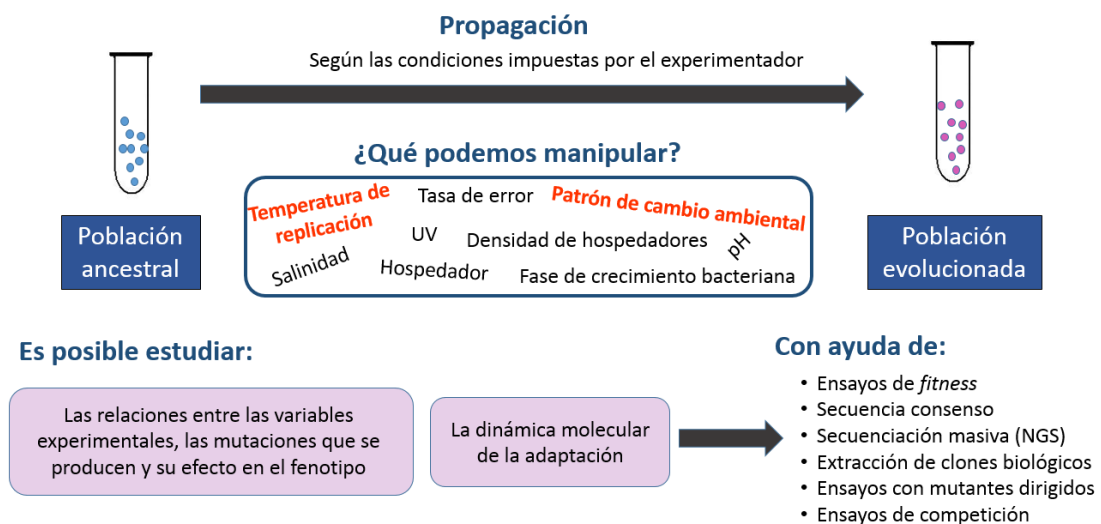 Propagación
Según las condiciones impuestas por el experimentador
¿Qué podemos manipular?
Temperatura de
replicación
Tasa de error
Patrón de cambio ambiental
UV
Densidad de hospedadores
pH
Salinidad
Hospedador
Fase de crecimiento bacteriana
Población
ancestral
Población
evolucionada
Es posible estudiar:
Las relaciones entre las variables
experimentales, las mutaciones que se
producen y su efecto en el fenotipo
La dinámica molecular
de la adaptación
Con ayuda de:
• Ensayos de fitness
• Secuencia consenso
• Secuenciación masiva (NGS)
• Extracción de clones biológicos
• Ensayos con mutantes dirigidos
• Ensayos de competición